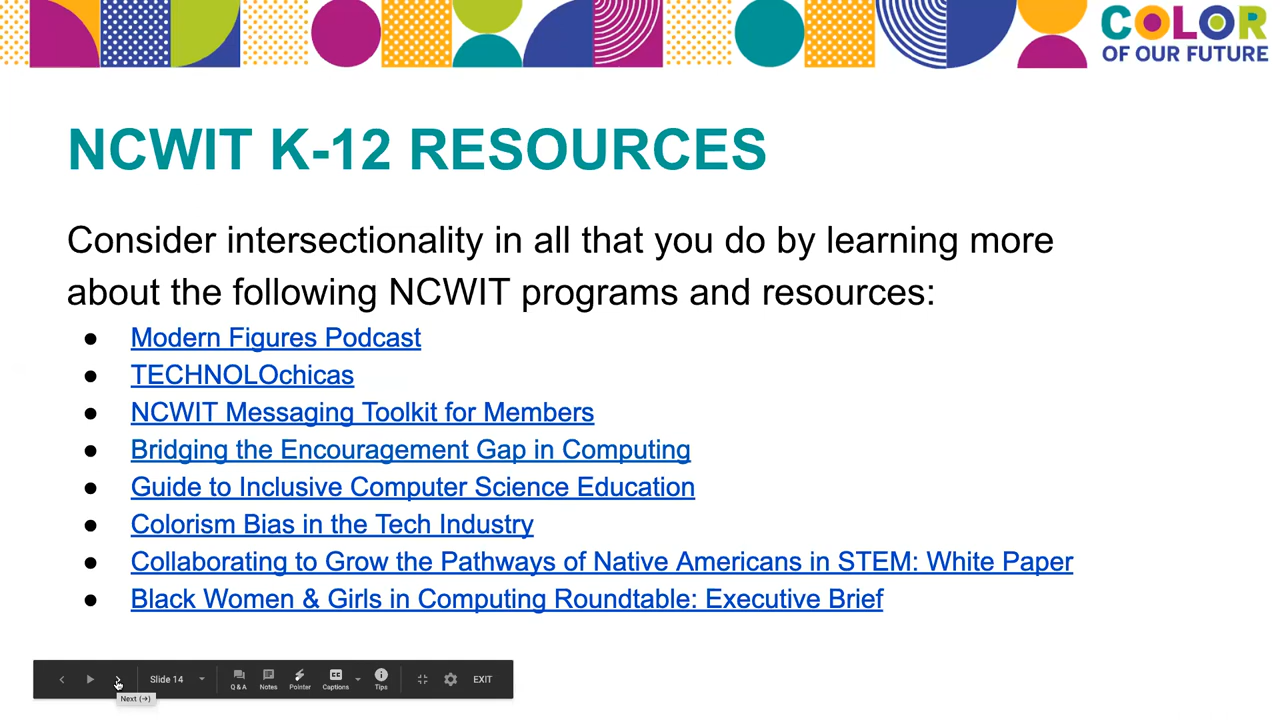 COLOR
OF OUR FUTURE
NCWIT K-12 RESOURCES
Consider intersectionality in all that you do by learning more
about the following NCWIT programs and resources:
● Modern Figures Podcast
● TECHNOLOchicas
● NCWIT Messaging Toolkit for Members
● Bridging the Encouragement Gap in Computing
● Guide to Inclusive Computer Science Education
● Colorism Bias in the Tech Industry
● Collaborating to Grow the Pathways of Native Americans in STEM: White Paper
● Black Women & Girls in Computing Roundtable: Executive Brief
Slide 14 Q & A Notes Pointer Captions Tips EXIT
Next (→)